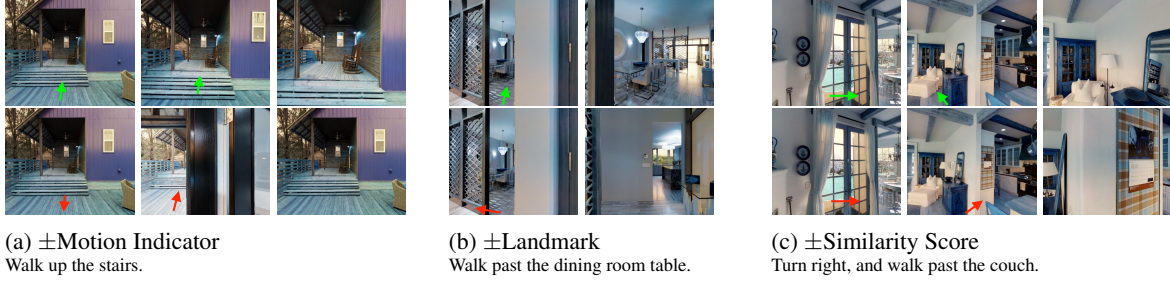 (a) ±Motion Indicator
Walk up the stairs.
(b) ±Landmark
Walk past the dining room table.
(c) ±Similarity Score
Turn right, and walk past the couch.